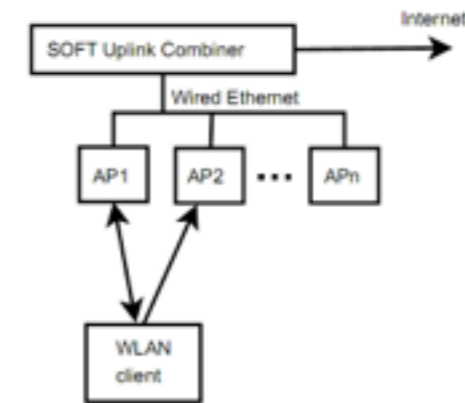 Internet
SOFT Uplink Combiner
Wired Ethernet
AP1 AP2 ••• APn
WLAN
client